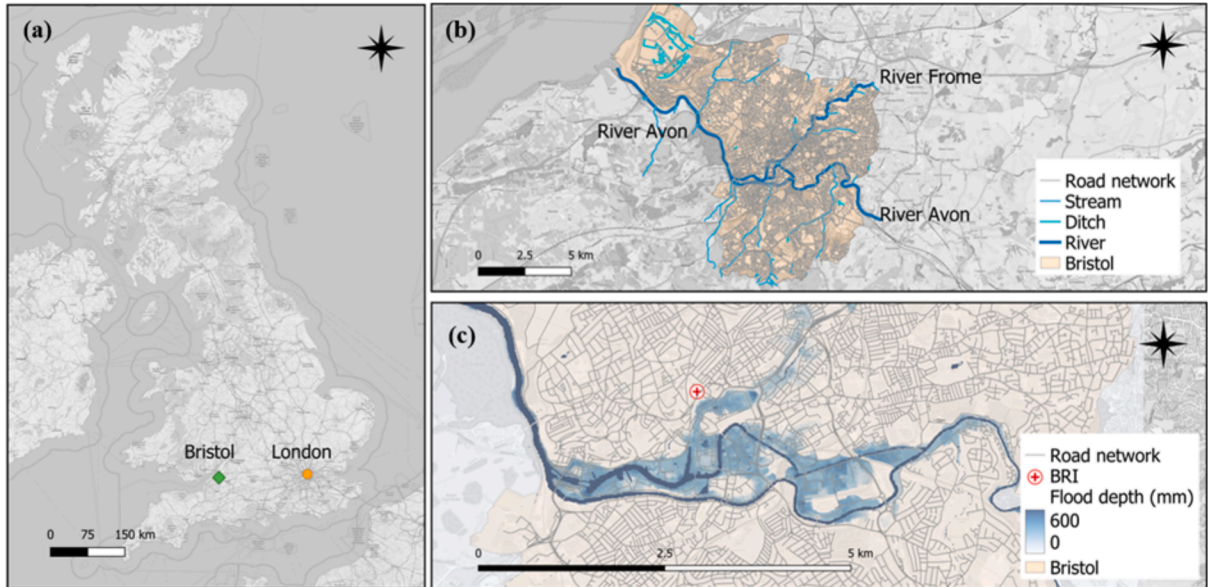 (a)
Bristol
London
0 75 150 km
(b)
River Frome
River Avon
River Avon
Road network
Stream
Ditch
River
Bristol
0 2.5 5 km
(c)
Road network
BRI
Flood depth (mm)
600
0
Bristol
0 2.5 5 km